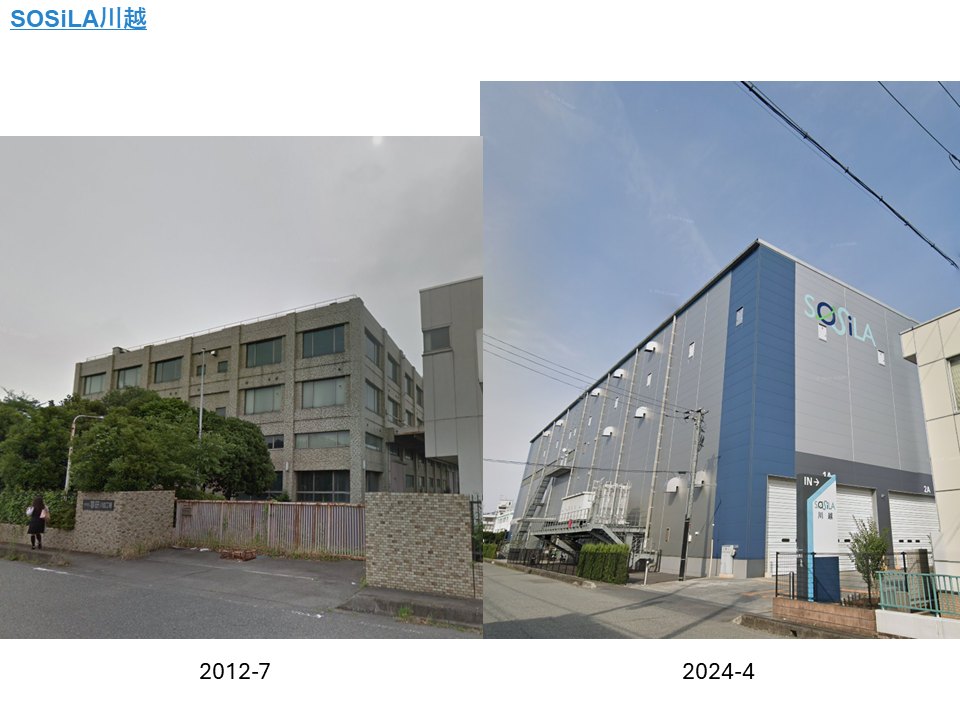 SOSiLA川越
SOSiLA
1A
IN→
2A
SOSiLA
川越
2012-7
2024-4